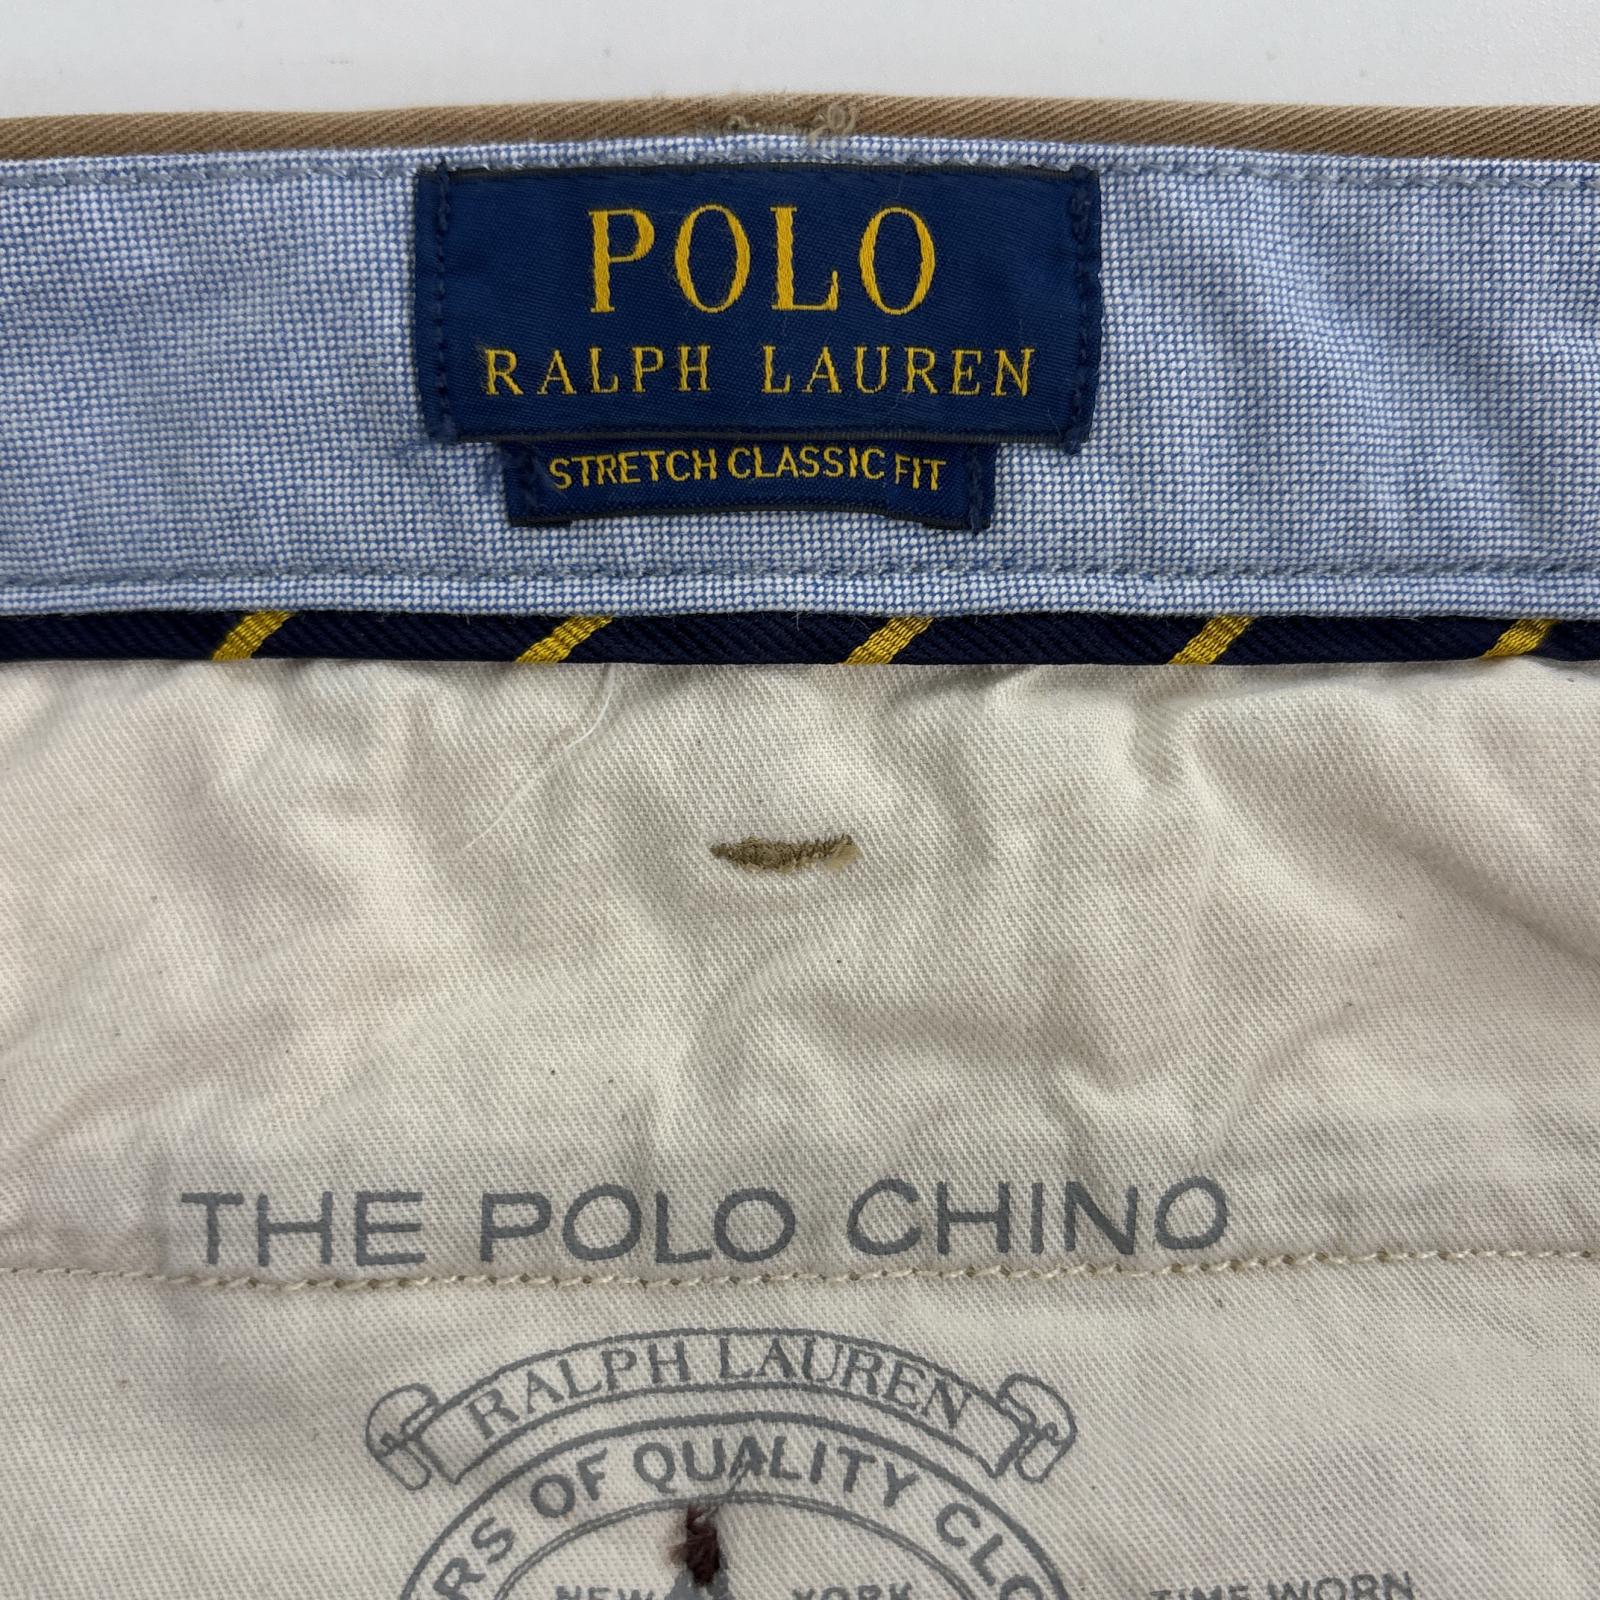 POLO
RALPH LAUREN
STRETCH CLASSIC FIT
THE POLO CHINO
RALPH LAUREN
OF QUALITY
NEW YORK
TIME WORN